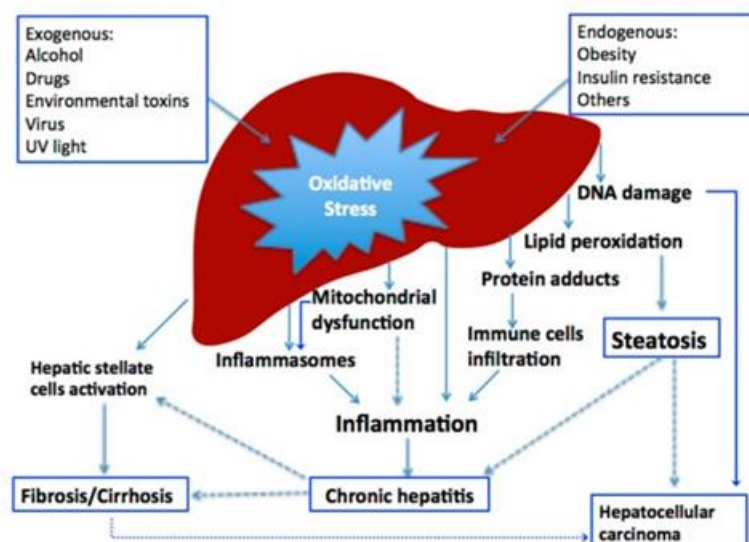 Exogenous:
Alcohol
Drugs
Environmental toxins
Virus
UV light
Endogenous:
Obesity
Insulin resistance
Others
Oxidative
Stress
DNA damage
Lipid peroxidation
Protein adducts
Mitochondrial
dysfunction
Immune cells
infiltration
Steatosis
Inflammasomes
Hepatic stellate
cells activation
Inflammation
Fibrosis/Cirrhosis
Chronic hepatitis
Hepatocellular
carcinoma